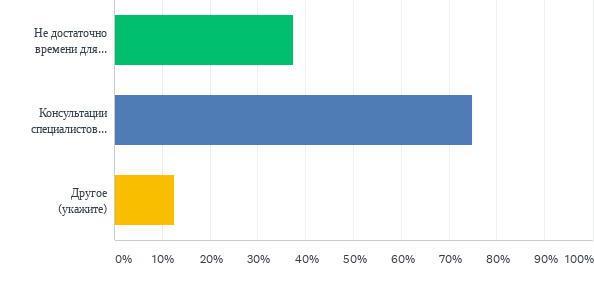 Не достаточно
времени для...
Консультации
специалистов...
Другое
(укажите)
0% 10% 20% 30% 40% 50% 60% 70% 80% 90% 100%